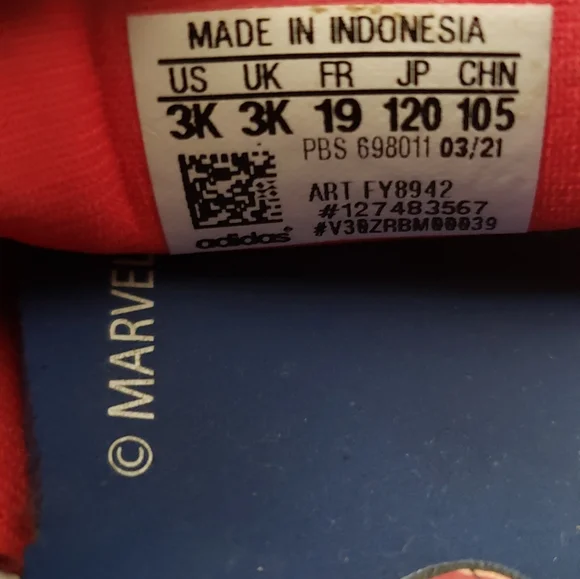 MADE IN INDONESIA
US UK FR JP CHN
3K 3K 19 120 105
PBS 698011 03/21
ART FY8942
#127483567
#V30ZRBM00039
adidas
© MARVEL